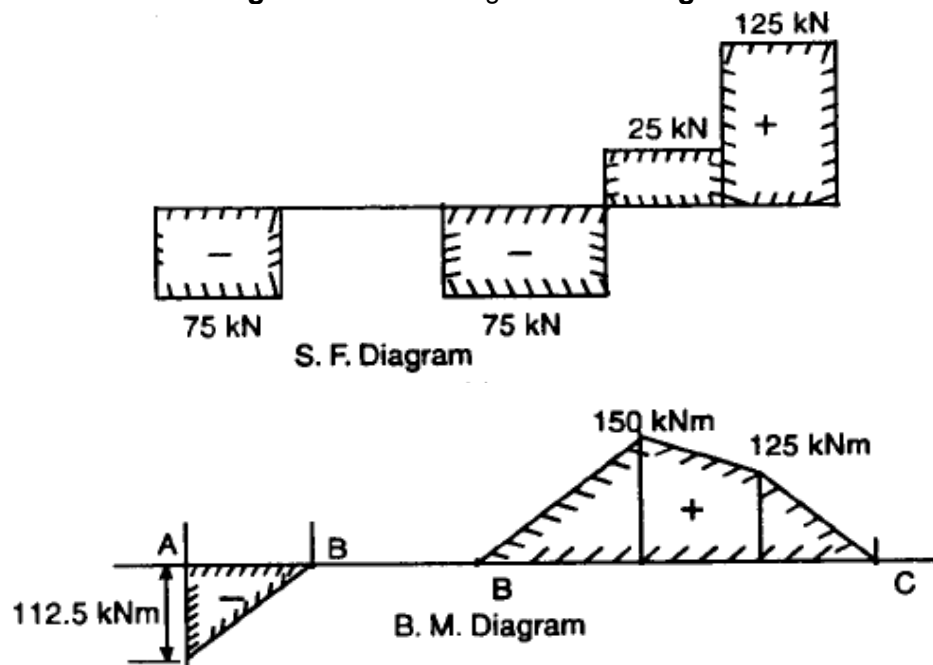 125 kN
25 kN
+
−
−
75 kN
75 kN
S. F. Diagram
150 kNm
125 kNm
A
B
+
−
B
C
112.5 kNm
B. M. Diagram